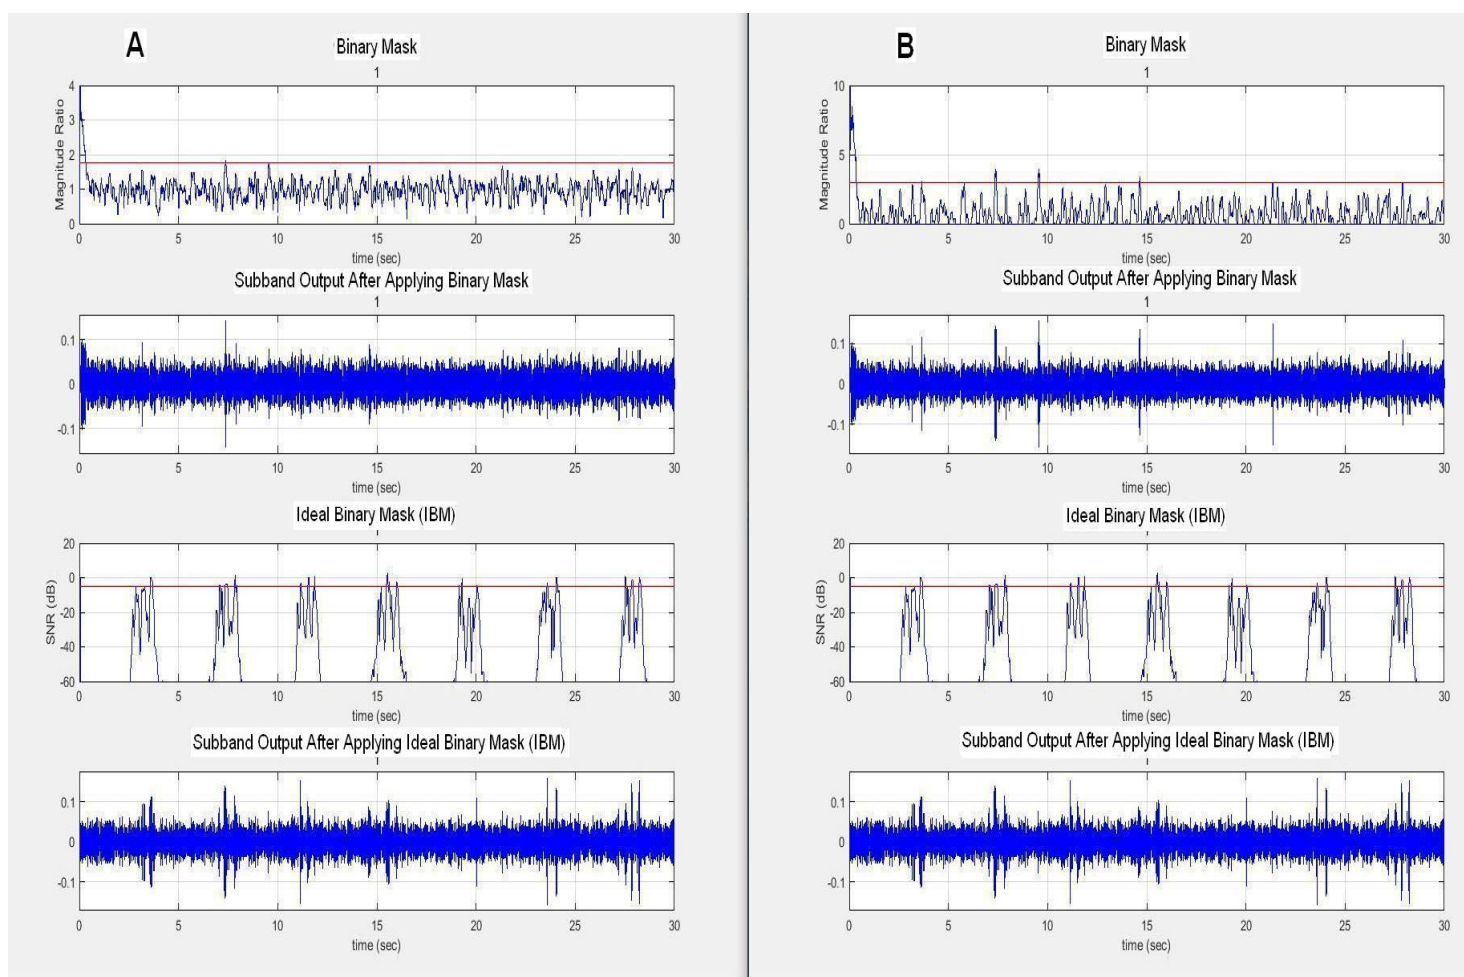 A
Binary Mask
1
4
3
2
1
0
Magnitude Ratio
0 5 10 15 20 25 30
time (sec)
Subband Output After Applying Binary Mask
1
0.1
0
-0.1
0 5 10 15 20 25 30
time (sec)
Ideal Binary Mask (IBM)
20
0
-20
-40
-60
SNR (dB)
0 5 10 15 20 25 30
time (sec)
Subband Output After Applying Ideal Binary Mask (IBM)
0.1
0
-0.1
0 5 10 15 20 25 30
time (sec)
B
Binary Mask
1
10
5
0
Magnitude Ratio
0 5 10 15 20 25 30
time (sec)
Subband Output After Applying Binary Mask
1
0.1
0
-0.1
0 5 10 15 20 25 30
time (sec)
Ideal Binary Mask (IBM)
20
0
-20
-40
-60
SNR (dB)
0 5 10 15 20 25 30
time (sec)
Subband Output After Applying Ideal Binary Mask (IBM)
0.1
0
-0.1
0 5 10 15 20 25 30
time (sec)